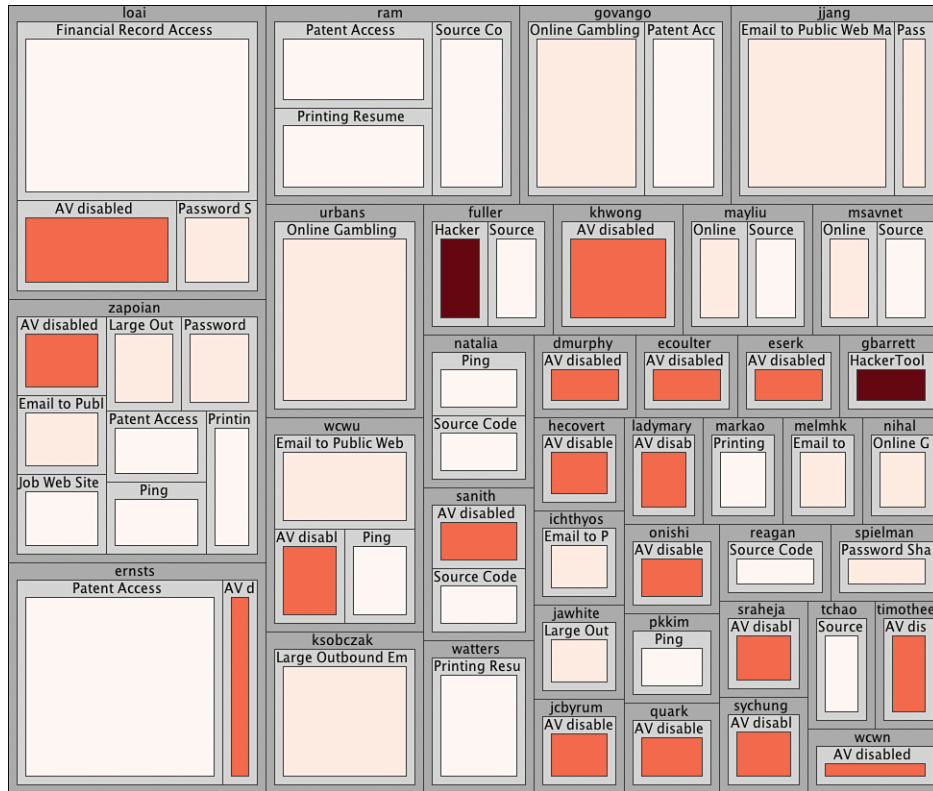 loai
Financial Record Access
AV disabled
Password S
zapoian
AV disabled
Large Out
Password
Email to Publ
Patent Access
Printin
Job Web Site
Ping
ernsts
Patent Access
AV d
ram
Patent Access
Source Co
Printing Resume
govango
Online Gambling
Patent Acc
jjang
Email to Public Web Ma
Pass
urbans
Online Gambling
fuller
Hacker
Source
khwong
AV disabled
mayliu
Online
Source
msavnet
Online
Source
wcwu
Email to Public Web
AV disabl
Ping
ksobczak
Large Outbound Em
natalia
Ping
Source Code
sanith
AV disabled
Source Code
watters
Printing Resu
dmurphy
AV disabled
ecoulter
AV disabled
eserk
AV disabled
gbarrett
HackerTool
hecovert
AV disable
ladymary
AV disab
markao
Printing
melmhk
Email to
nihal
Online G
ichthyos
Email to P
onishi
AV disable
reagan
Source Code
spielman
Password Sha
jawhite
Large Out
pkkim
Ping
sraheja
AV disabl
tchao
Source
timothee
AV dis
jcbyrum
AV disable
quark
AV disable
sychung
AV disabl
wcwn
AV disabled